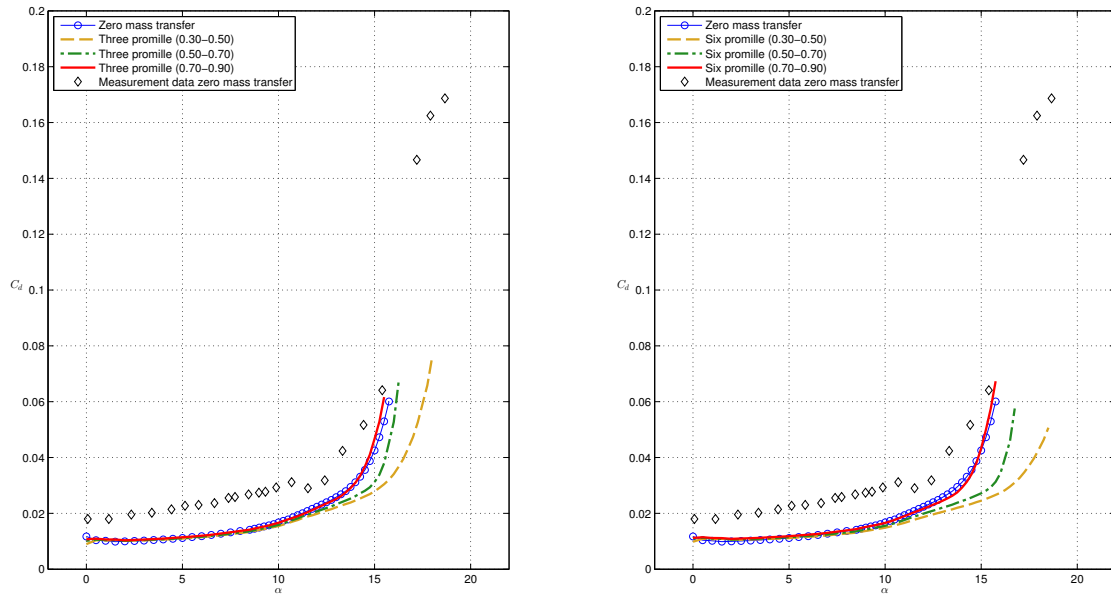 Zero mass transfer
Three promille (0.30−0.50)
Three promille (0.50−0.70)
Three promille (0.70−0.90)
Measurement data zero mass transfer
0.2
0.18
0.16
0.14
0.12
0.1
0.08
0.06
0.04
0.02
0
C_d
0 5 10 15 20
α
Zero mass transfer
Six promille (0.30−0.50)
Six promille (0.50−0.70)
Six promille (0.70−0.90)
Measurement data zero mass transfer
0.2
0.18
0.16
0.14
0.12
0.1
0.08
0.06
0.04
0.02
0
C_d
0 5 10 15 20
α